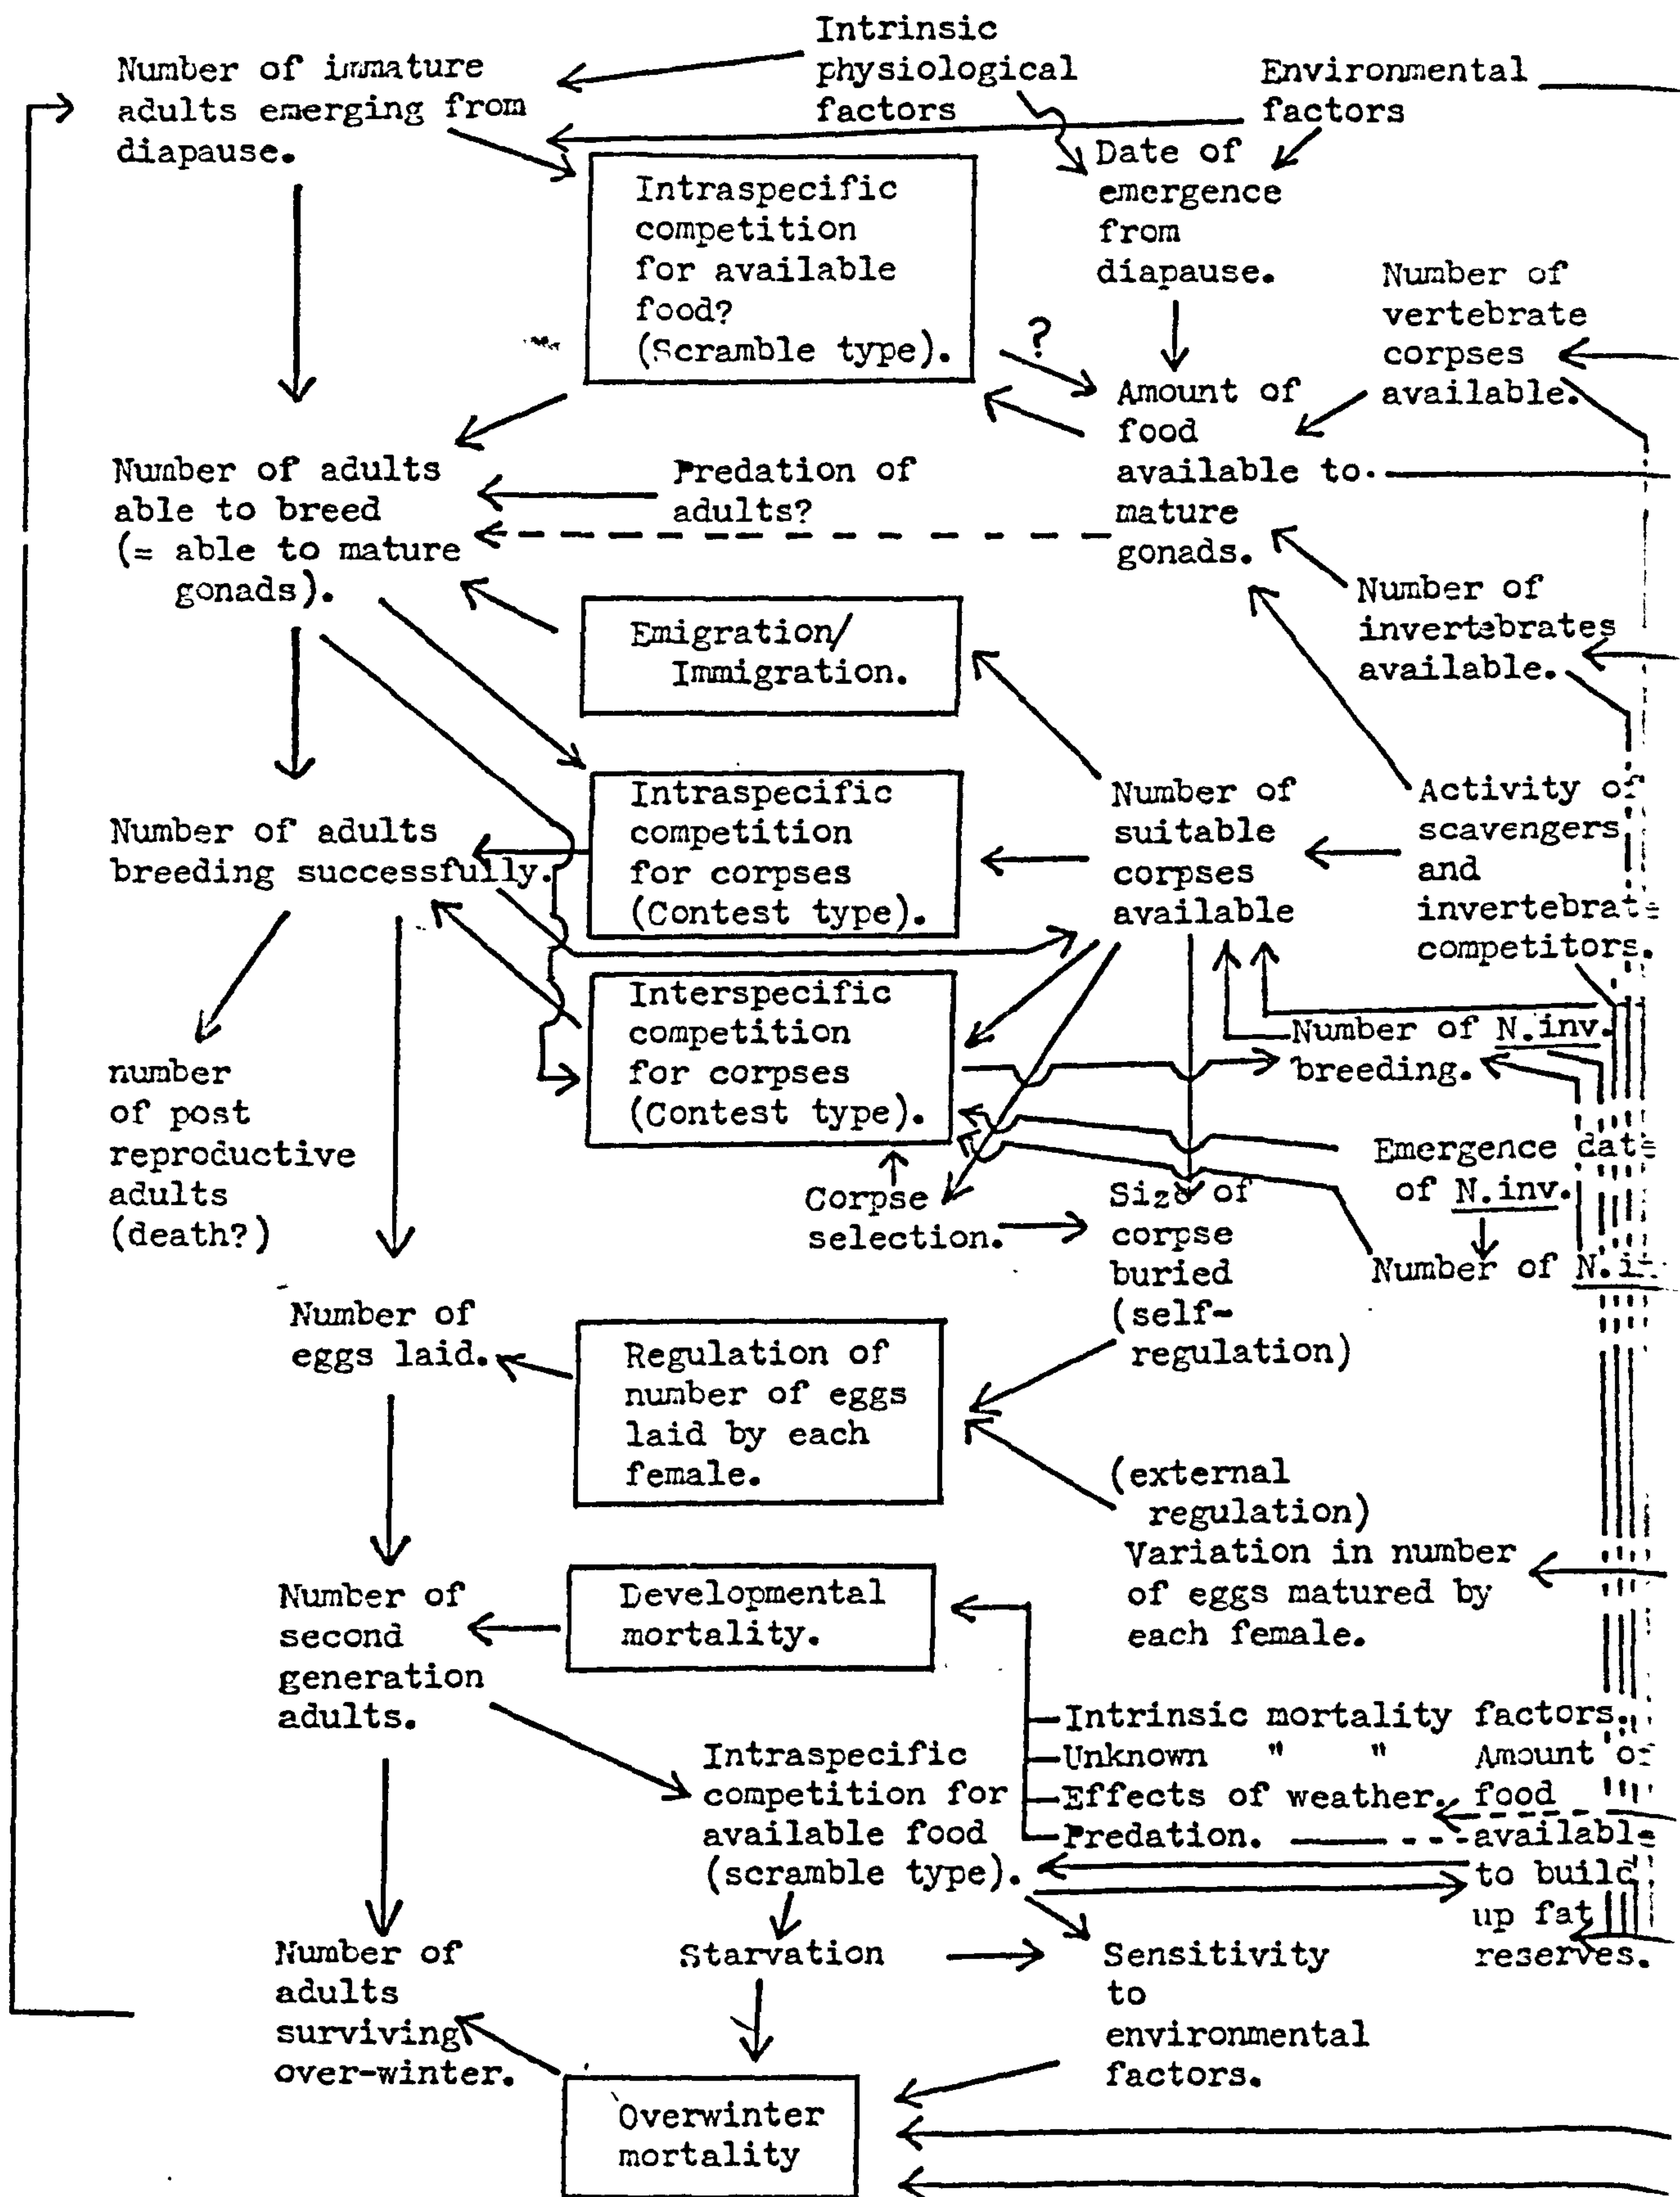 Intrinsic
physiological
factors
Number of immature
adults emerging from
diapause.
Environmental
factors
Date of
emergence
from
diapause.
Intraspecific
competition
for available
food?
(Scramble type).
?
Number of
vertebrate
corpses
available.
Amount of
food
available to
mature
gonads.
Number of adults
able to breed
(= able to mature
gonads).
Predation of
adults?
Number of
invertebrates
available.
Emigration/
Immigration.
Number of adults
breeding successfully.
Intraspecific
competition
for corpses
(Contest type).
Number of
suitable
corpses
available
Activity of
scavengers
and
invertebrate
competitors.
Interspecific
competition
for corpses
(Contest type).
Number of N.inv.
breeding.
number
of post
reproductive
adults
(death?)
Emergence date
of N.inv.
Corpse
selection.
Size of
corpse
buried
(self-
regulation)
Number of N.i
Number of
eggs laid.
Regulation of
number of eggs
laid by each
female.
(external
regulation)
Variation in number
of eggs matured by
each female.
Number of
second
generation
adults.
Developmental
mortality.
Intrinsic mortality factors.
Unknown " "
Effects of weather.
Predation.
Amount of
food
available
to build
up fat
reserves.
Intraspecific
competition for
available food
(scramble type).
Number of
adults
surviving
over-winter.
Starvation
Sensitivity
to
environmental
factors.
Overwinter
mortality